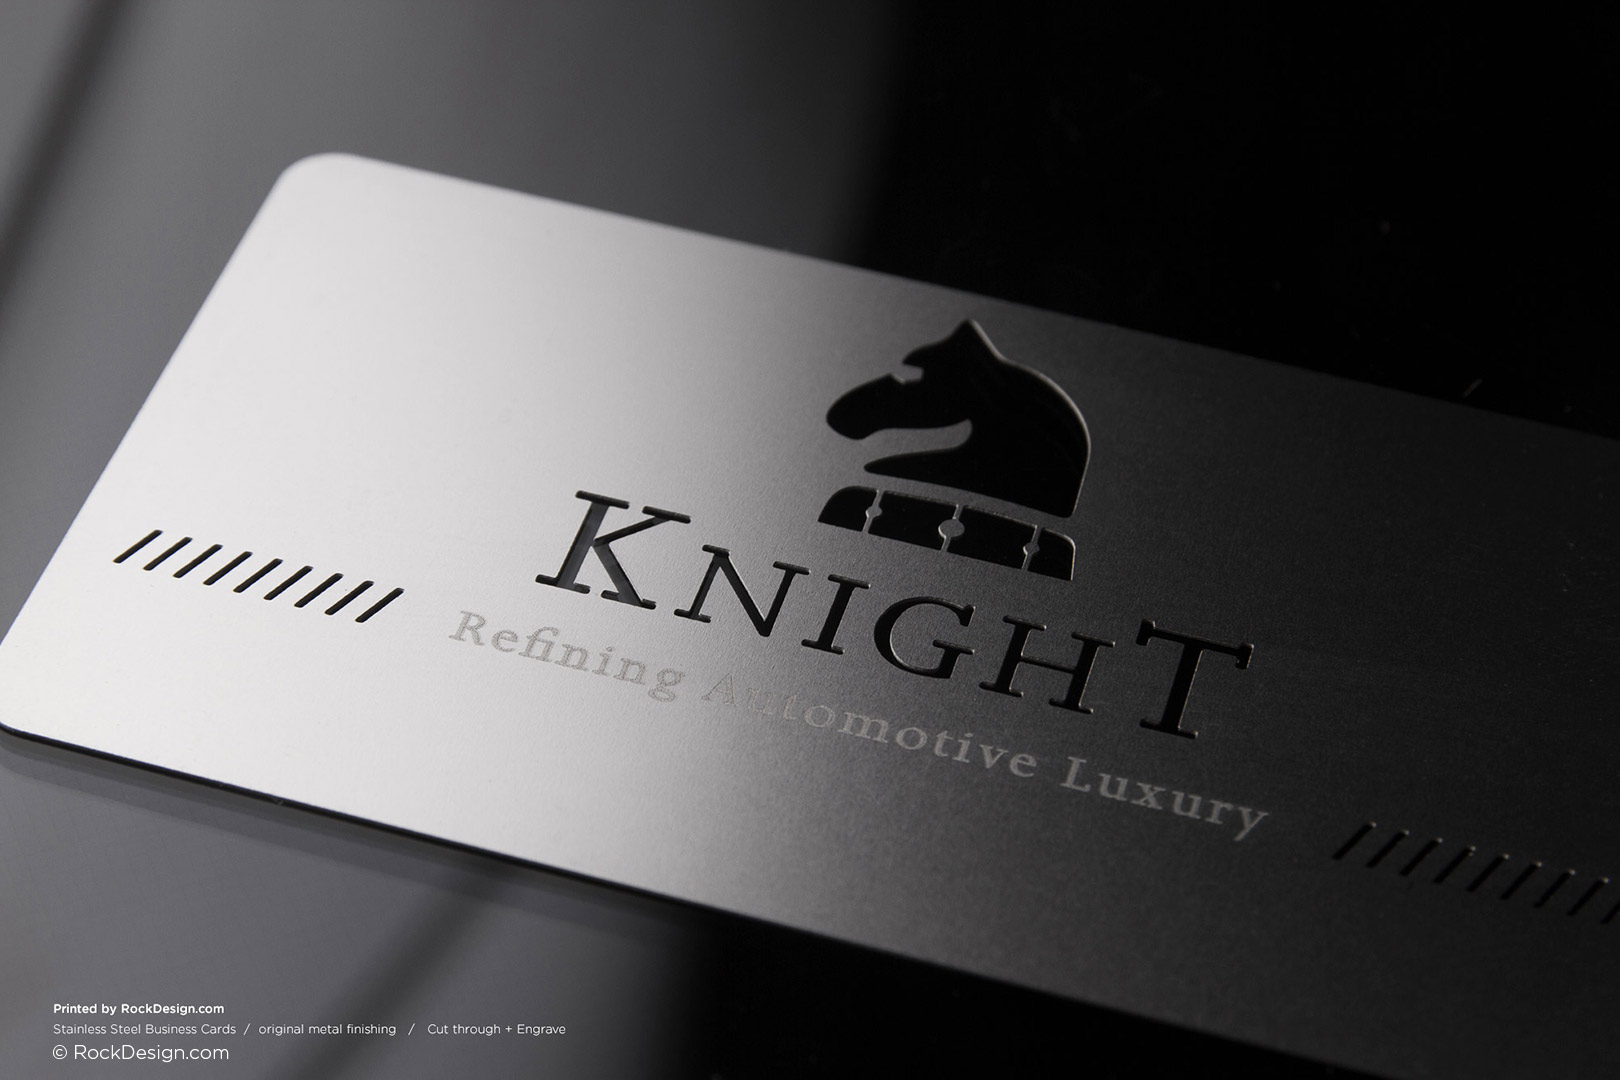 KNIGHT
Refining Automotive Luxury
Printed by RockDesign.com
Stainless Steel Business Cards / original metal finishing / Cut through + Engrave
© RockDesign.com